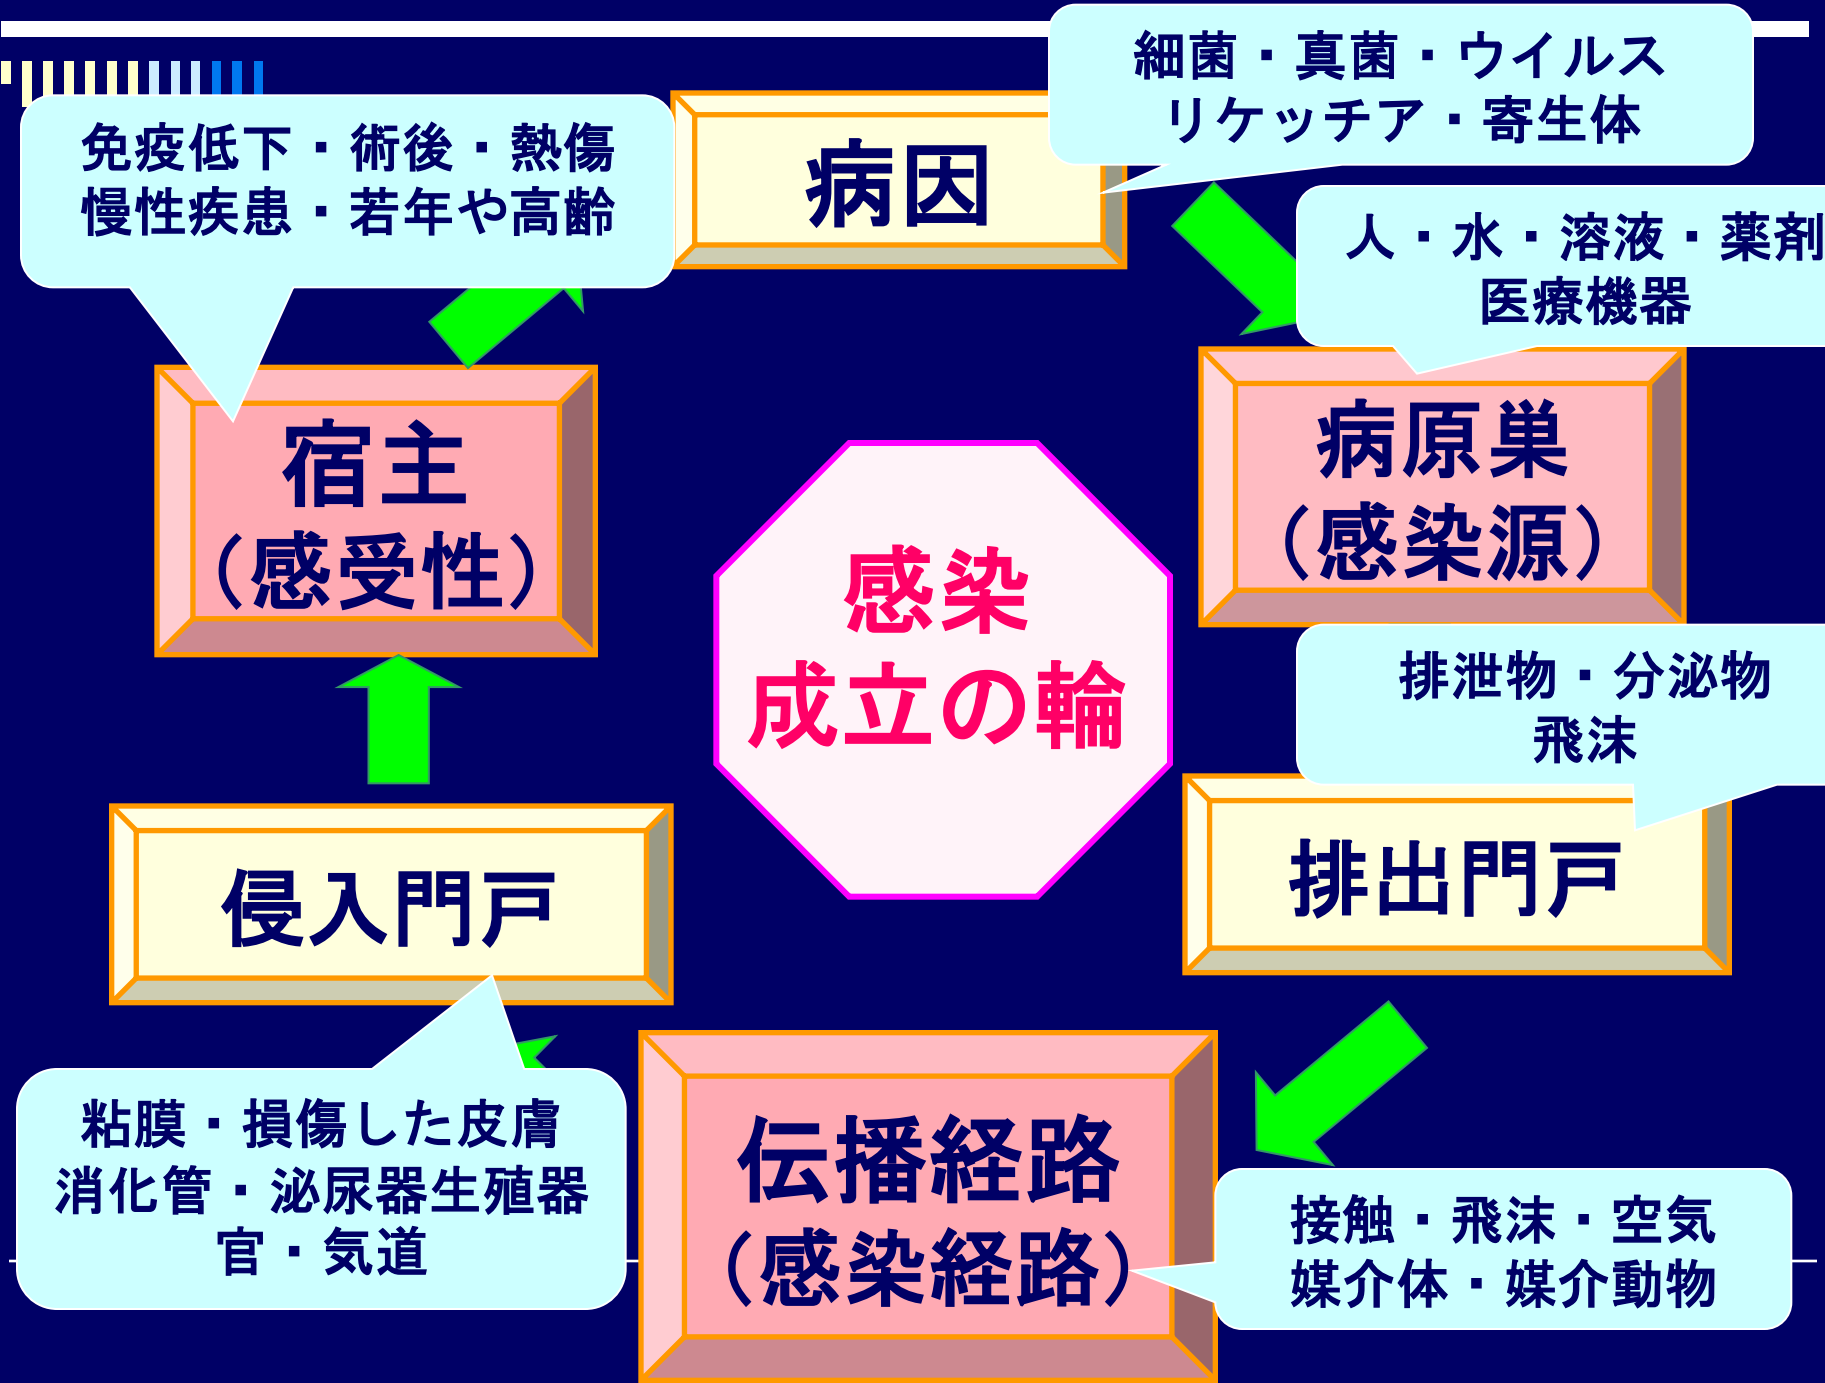 細菌・真菌・ウイルス
リケッチア・寄生体
病因
免疫低下・術後・熱傷
慢性疾患・若年や高齢
人・水・溶液・薬剤
医療機器
病原巣
（感染源）
宿主
（感受性）
感染
成立の輪
排泄物・分泌物
飛沫
排出門戸
侵入門戸
粘膜・損傷した皮膚
消化管・泌尿器生殖器
官・気道
伝播経路
（感染経路）
接触・飛沫・空気
媒介体・媒介動物